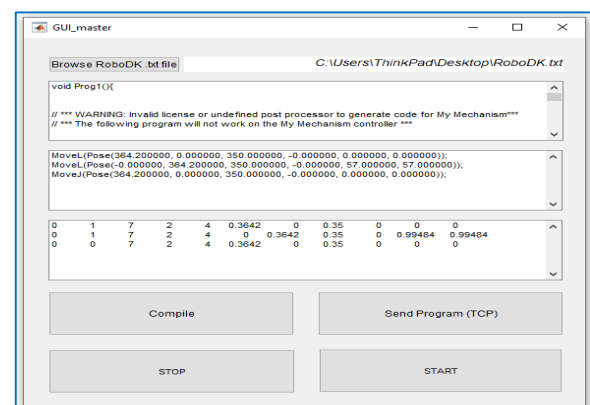 GUI_master
Browse RoboDK .txt file C:\Users\ThinkPad\Desktop\RoboDK.txt
void Prog1(){
// *** WARNING: Invalid license or undefined post processor to generate code for My Mechanism***
// *** The following program will not work on the My Mechanism controller ***
MoveL(Pose(364.200000, 0.000000, 350.000000, -0.000000, 0.000000, 0.000000));
MoveL(Pose(-0.000000, 364.200000, 350.000000, -0.000000, 57.000000, 57.000000));
MoveJ(Pose(364.200000, 0.000000, 350.000000, -0.000000, 0.000000, 0.000000));
0 1 7 2 4 0.3642 0 0.35 0 0 0
0 1 7 2 4 0 0.3642 0.35 0 0.99484 0.99484
0 0 7 2 4 0.3642 0 0.35 0 0 0
Compile Send Program (TCP)
STOP START